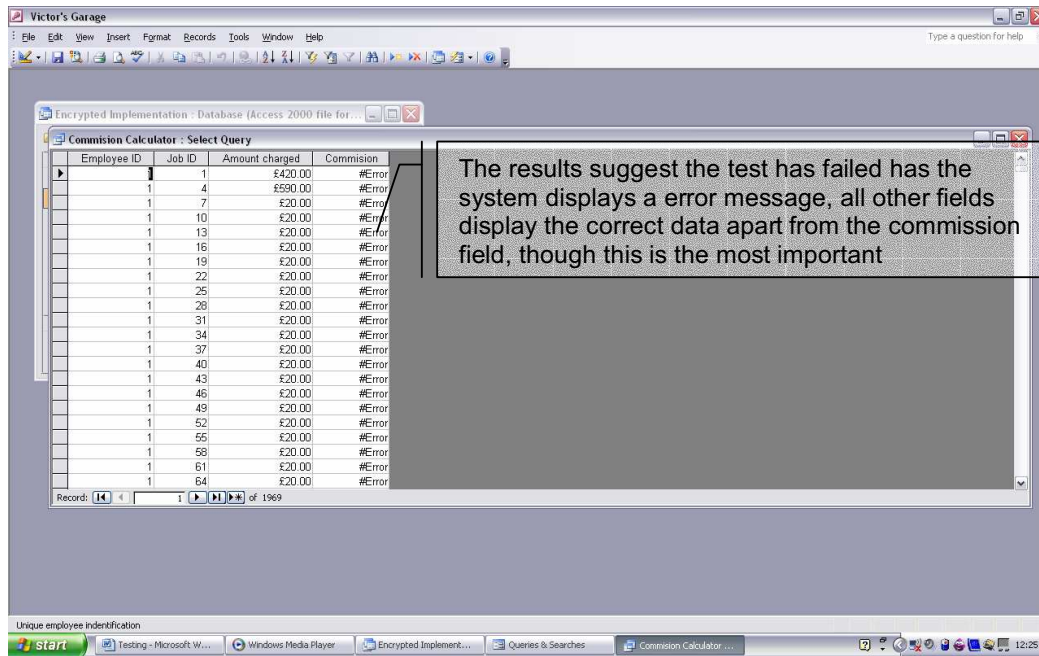 Victor's Garage
File Edit View Insert Format Records Tools Window Help
Type a question for help
Encrypted Implementation : Database (Access 2000 file for...
Commision Calculator : Select Query
Employee ID Job ID Amount charged Commision
1 1 £420.00 #Error
1 4 £590.00 #Error
1 7 £20.00 #Error
1 10 £20.00 #Error
1 13 £20.00 #Error
1 16 £20.00 #Error
1 19 £20.00 #Error
1 22 £20.00 #Error
1 25 £20.00 #Error
1 28 £20.00 #Error
1 31 £20.00 #Error
1 34 £20.00 #Error
1 37 £20.00 #Error
1 40 £20.00 #Error
1 43 £20.00 #Error
1 46 £20.00 #Error
1 49 £20.00 #Error
1 52 £20.00 #Error
1 55 £20.00 #Error
1 58 £20.00 #Error
1 61 £20.00 #Error
1 64 £20.00 #Error
Record: 1 of 1969
The results suggest the test has failed has the
system displays a error message, all other fields
display the correct data apart from the commission
field, though this is the most important
Unique employee indentification
start Testing - Microsoft W... Windows Media Player Encrypted Implement... Queries & Searches Commision Calculator ... 12:25